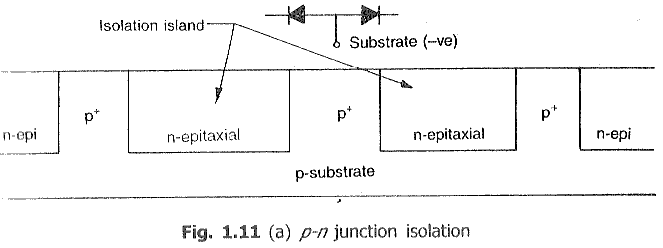 Isolation island
Substrate (–ve)
n-epi
p+
n-epitaxial
p+
n-epitaxial
p+
n-epi
p-substrate
Fig. 1.11 (a) p-n junction isolation